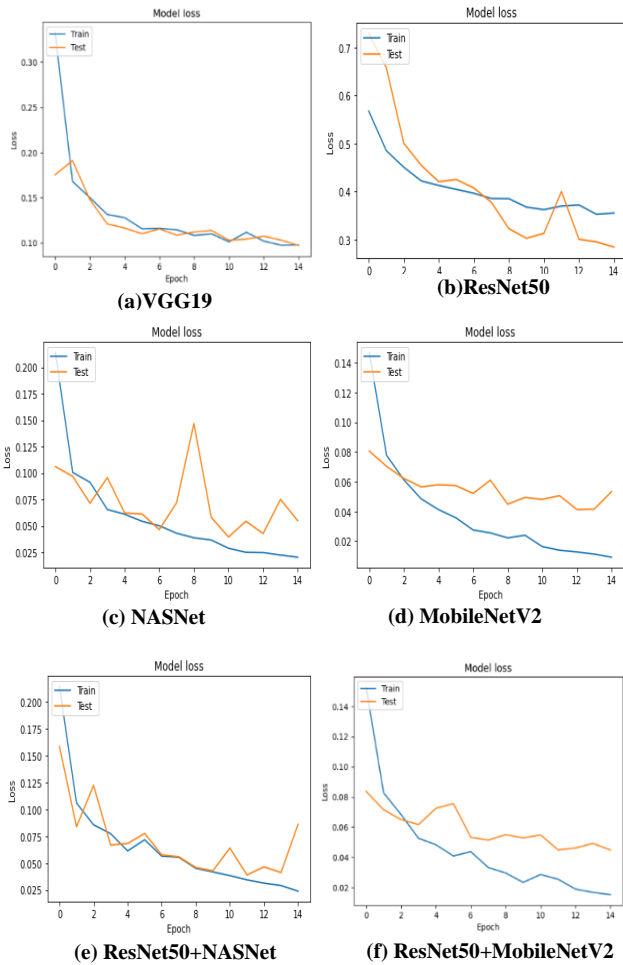 Model loss
Train
Test
0.30
0.25
0.20
0.15
0.10
Loss
0 2 4 6 8 10 12 14
Epoch
(a)VGG19
Model loss
Train
Test
0.7
0.6
0.5
0.4
0.3
Loss
0 2 4 6 8 10 12 14
Epoch
(b)ResNet50
Model loss
Train
Test
0.200
0.175
0.150
0.125
0.100
0.075
0.050
0.025
Loss
0 2 4 6 8 10 12 14
Epoch
(c) NASNet
Model loss
Train
Test
0.14
0.12
0.10
0.08
0.06
0.04
0.02
Loss
0 2 4 6 8 10 12 14
Epoch
(d) MobileNetV2
Model loss
Train
Test
0.200
0.175
0.150
0.125
0.100
0.075
0.050
0.025
Loss
0 2 4 6 8 10 12 14
Epoch
(e) ResNet50+NASNet
Model loss
Train
Test
0.14
0.12
0.10
0.08
0.06
0.04
0.02
Loss
0 2 4 6 8 10 12 14
Epoch
(f) ResNet50+MobileNetV2